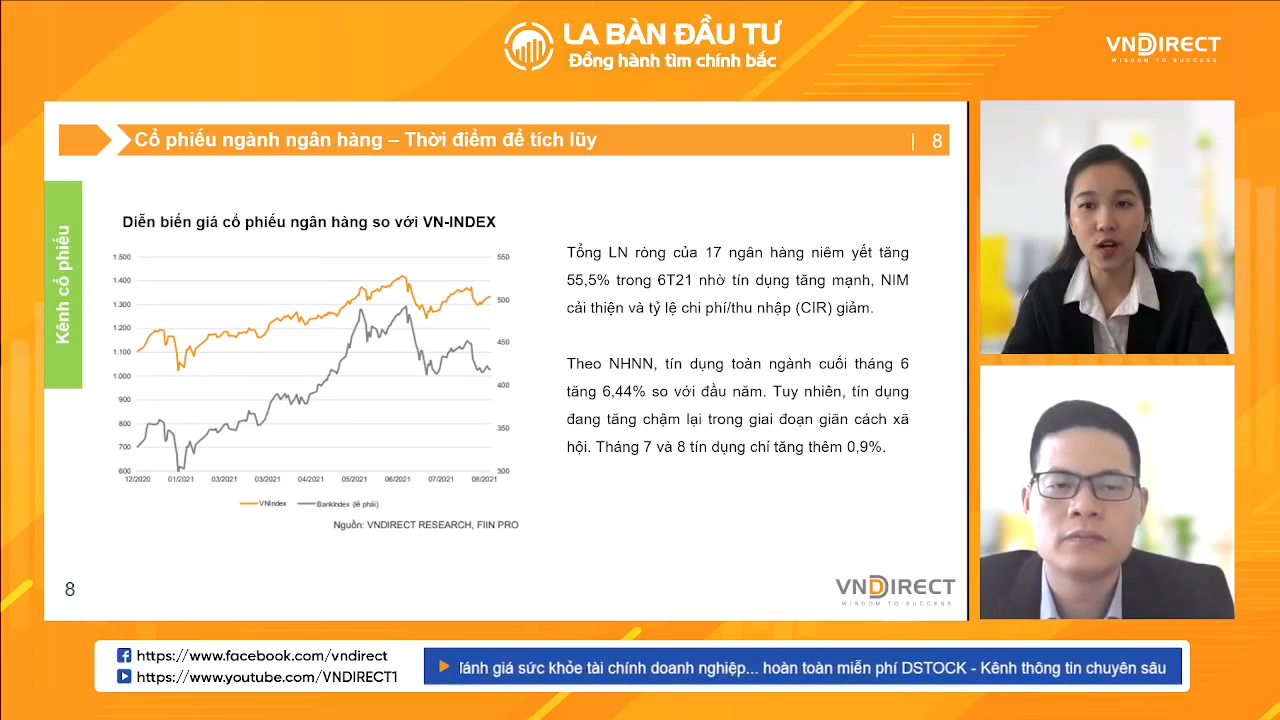 LA BÀN ĐẦU TƯ
Đồng hành tìm chính bắc
VNDIRECT
WISDOM TO SUCCESS
Cổ phiếu ngành ngân hàng – Thời điểm để tích lũy
| 8
Kênh cổ phiếu
Diễn biến giá cổ phiếu ngân hàng so với VN-INDEX
1.500
1.400
1.300
1.200
1.100
1.000
900
800
700
600
550
500
450
400
350
300
12/2020 01/2021 03/2021 03/2021 04/2021 05/2021 06/2021 07/2021 08/2021
VNIndex BankIndex (lề phải)
Nguồn: VNDIRECT RESEARCH, FIIN PRO
Tổng LN ròng của 17 ngân hàng niêm yết tăng
55,5% trong 6T21 nhờ tín dụng tăng mạnh, NIM
cải thiện và tỷ lệ chi phí/thu nhập (CIR) giảm.
Theo NHNN, tín dụng toàn ngành cuối tháng 6
tăng 6,44% so với đầu năm. Tuy nhiên, tín dụng
đang tăng chậm lại trong giai đoạn giãn cách xã
hội. Tháng 7 và 8 tín dụng chỉ tăng thêm 0,9%.
8
VNDIRECT
WISDOM TO SUCCESS
https://www.facebook.com/vndirect
https://www.youtube.com/VNDIRECT1
giá sức khỏe tài chính doanh nghiệp... hoàn toàn miễn phí DSTOCK - Kênh thông tin chuyên sâu